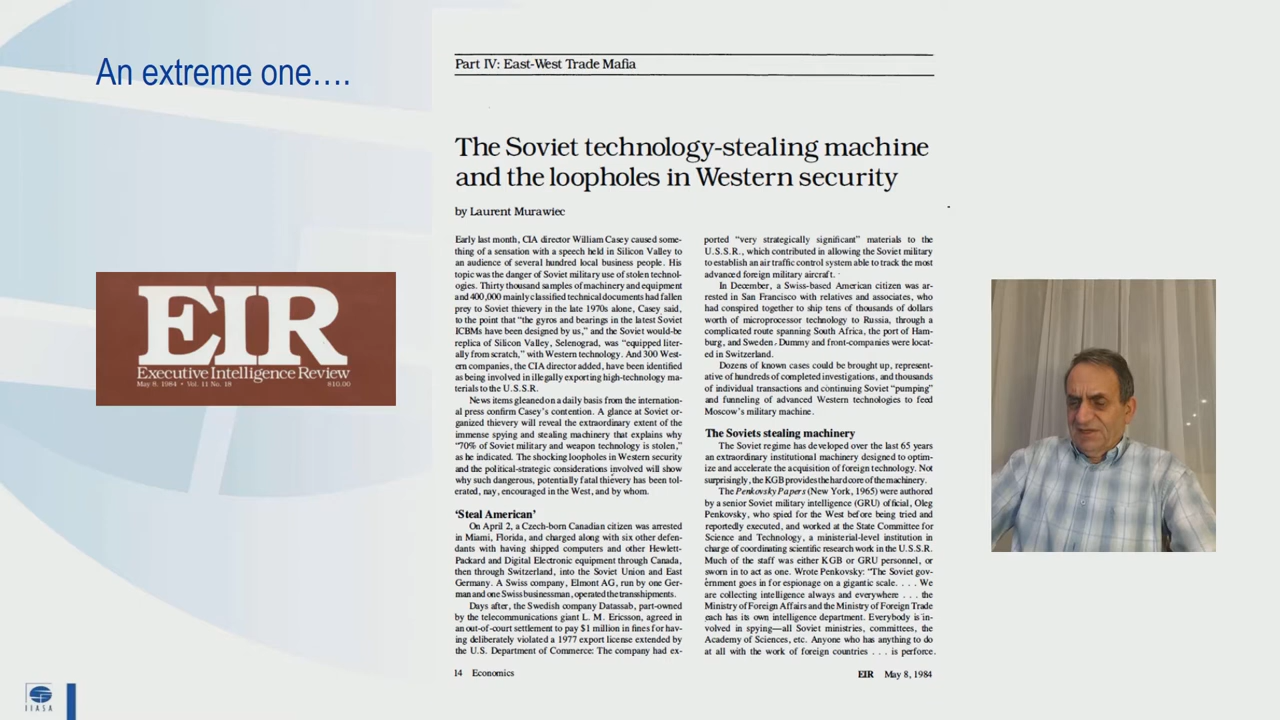 An extreme one….
EIR
Executive Intelligence Review
May 8, 1984 • Vol. 11 No. 18
$10.00
Part IV: East-West Trade Mafia
The Soviet technology-stealing machine
and the loopholes in Western security
by Laurent Murawiec
Early last month, CIA director William Casey caused some-
thing of a sensation with a speech held in Silicon Valley to
an audience of several hundred local business people. His
topic was the danger of Soviet military use of stolen technol-
ogies. Thirty thousand samples of machinery and equipment
and 400,000 mainly classified technical documents had fallen
prey to Soviet thievery in the late 1970s alone, Casey said,
to the point that “the gyros and bearings in the latest Soviet
ICBMs have been designed by us,” and the Soviet would-be
replica of Silicon Valley, Selenograd, was “equipped liter-
ally from scratch,” with Western technology. And 300 West-
ern companies, the CIA director added, have been identified
as being involved in illegally exporting high-technology ma-
terials to the U.S.S.R.
News items gleaned on a daily basis from the internation-
al press confirm Casey’s contention. A glance at Soviet or-
ganized thievery will reveal the extraordinary extent of the
immense spying and stealing machinery that explains why
“70% of Soviet military and weapon technology is stolen,”
as he indicated. The shocking loopholes in Western security
and the political-strategic considerations involved will show
why such dangerous, potentially fatal thievery has been tol-
erated, nay, encouraged in the West, and by whom.
‘Steal American’
On April 2, a Czech-born Canadian citizen was arrested
in Miami, Florida, and charged along with six other defen-
dants with having shipped computers and other Hewlett-
Packard and Digital Electronic equipment through Canada,
then through Switzerland, into the Soviet Union and East
Germany. A Swiss company, Elmont AG, run by one Ger-
man and one Swiss businessman, operated the transshipments.
Days after, the Swedish company Datassab, part-owned
by the telecommunications giant L. M. Ericsson, agreed in
an out-of-court settlement to pay $1 million in fines for hav-
ing deliberately violated a 1977 export license extended by
the U.S. Department of Commerce: The company had ex-
ported “very strategically significant” materials to the
U.S.S.R., which contributed in allowing the Soviet military
to establish an air traffic control system able to track the most
advanced foreign military aircraft.
In December, a Swiss-based American citizen was ar-
rested in San Francisco with relatives and associates, who
had conspired together to ship tens of thousands of dollars
worth of microprocessor technology to Russia, through a
complicated route spanning South Africa, the port of Ham-
burg, and Sweden. Dummy and front-companies were locat-
ed in Switzerland.
Dozens of known cases could be brought up, represent-
ative of hundreds of completed investigations, and thousands
of individual transactions and continuing Soviet “pumping”
and funneling of advanced Western technologies to feed
Moscow’s military machine.
The Soviets stealing machinery
The Soviet regime has developed over the last 65 years
an extraordinary institutional machinery designed to optim-
ize and accelerate the acquisition of foreign technology. Not
surprisingly, the KGB provides the hard core of the machinery.
The Penkovsky Papers (New York, 1965) were authored
by a senior Soviet military intelligence (GRU) official, Oleg
Penkovsky, who spied for the West before being tried and
reportedly executed, and worked at the State Committee for
Science and Technology, a ministerial-level institution in
charge of coordinating scientific research work in the U.S.S.R.
Much of the staff was either KGB or GRU personnel, or
sworn in to act as one. Wrote Penkovsky: “The Soviet gov-
ernment goes in for espionage on a gigantic scale. . . . We
are collecting intelligence always and everywhere . . . the
Ministry of Foreign Affairs and the Ministry of Foreign Trade
each has its own intelligence department. Everybody is in-
volved in spying—all Soviet ministries, committees, the
Academy of Sciences, etc. Anyone who has anything to do
at all with the work of foreign countries . . . is perforce.
14 Economics
EIR May 8, 1984
IIASA